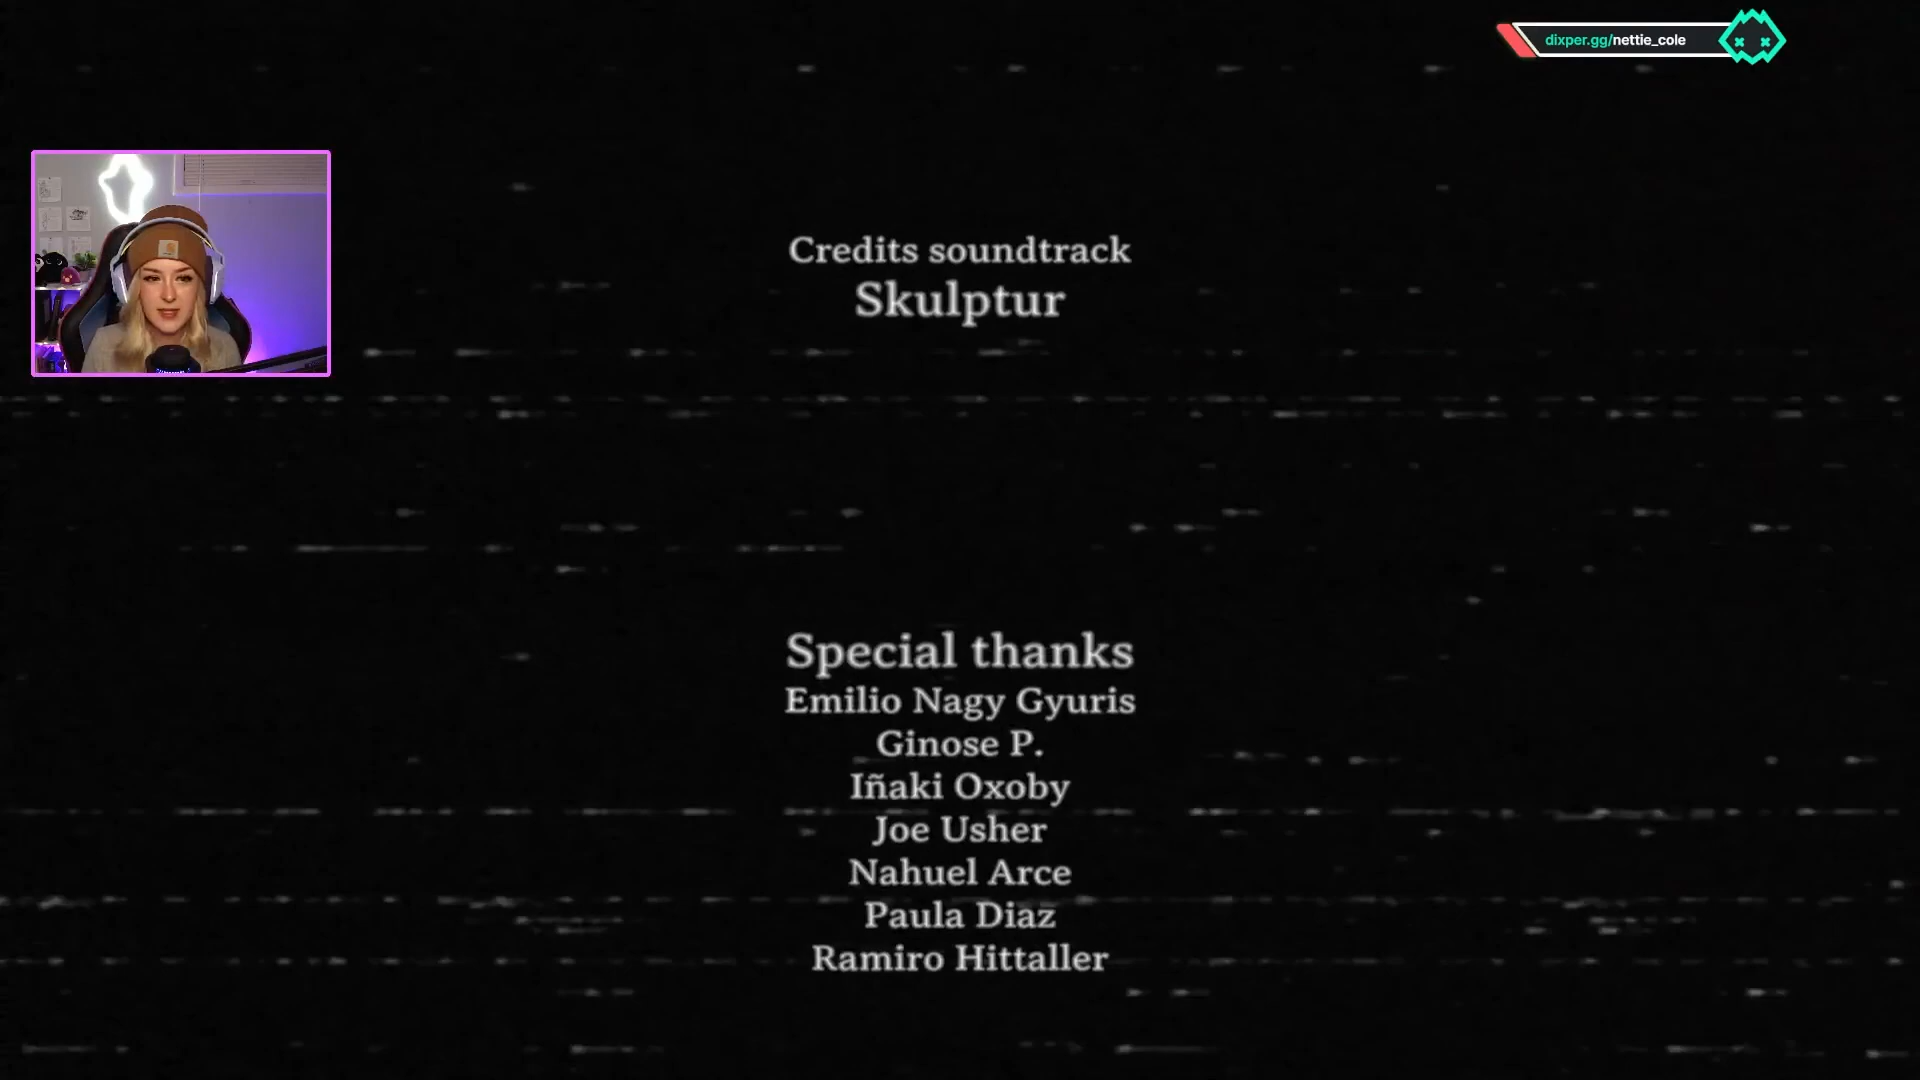 dixper.gg/nettie_cole
Credits soundtrack
Skulptur
Special thanks
Emilio Nagy Gyuris
Ginose P.
Iñaki Oxoby
Joe Usher
Nahuel Arce
Paula Diaz
Ramiro Hittaller